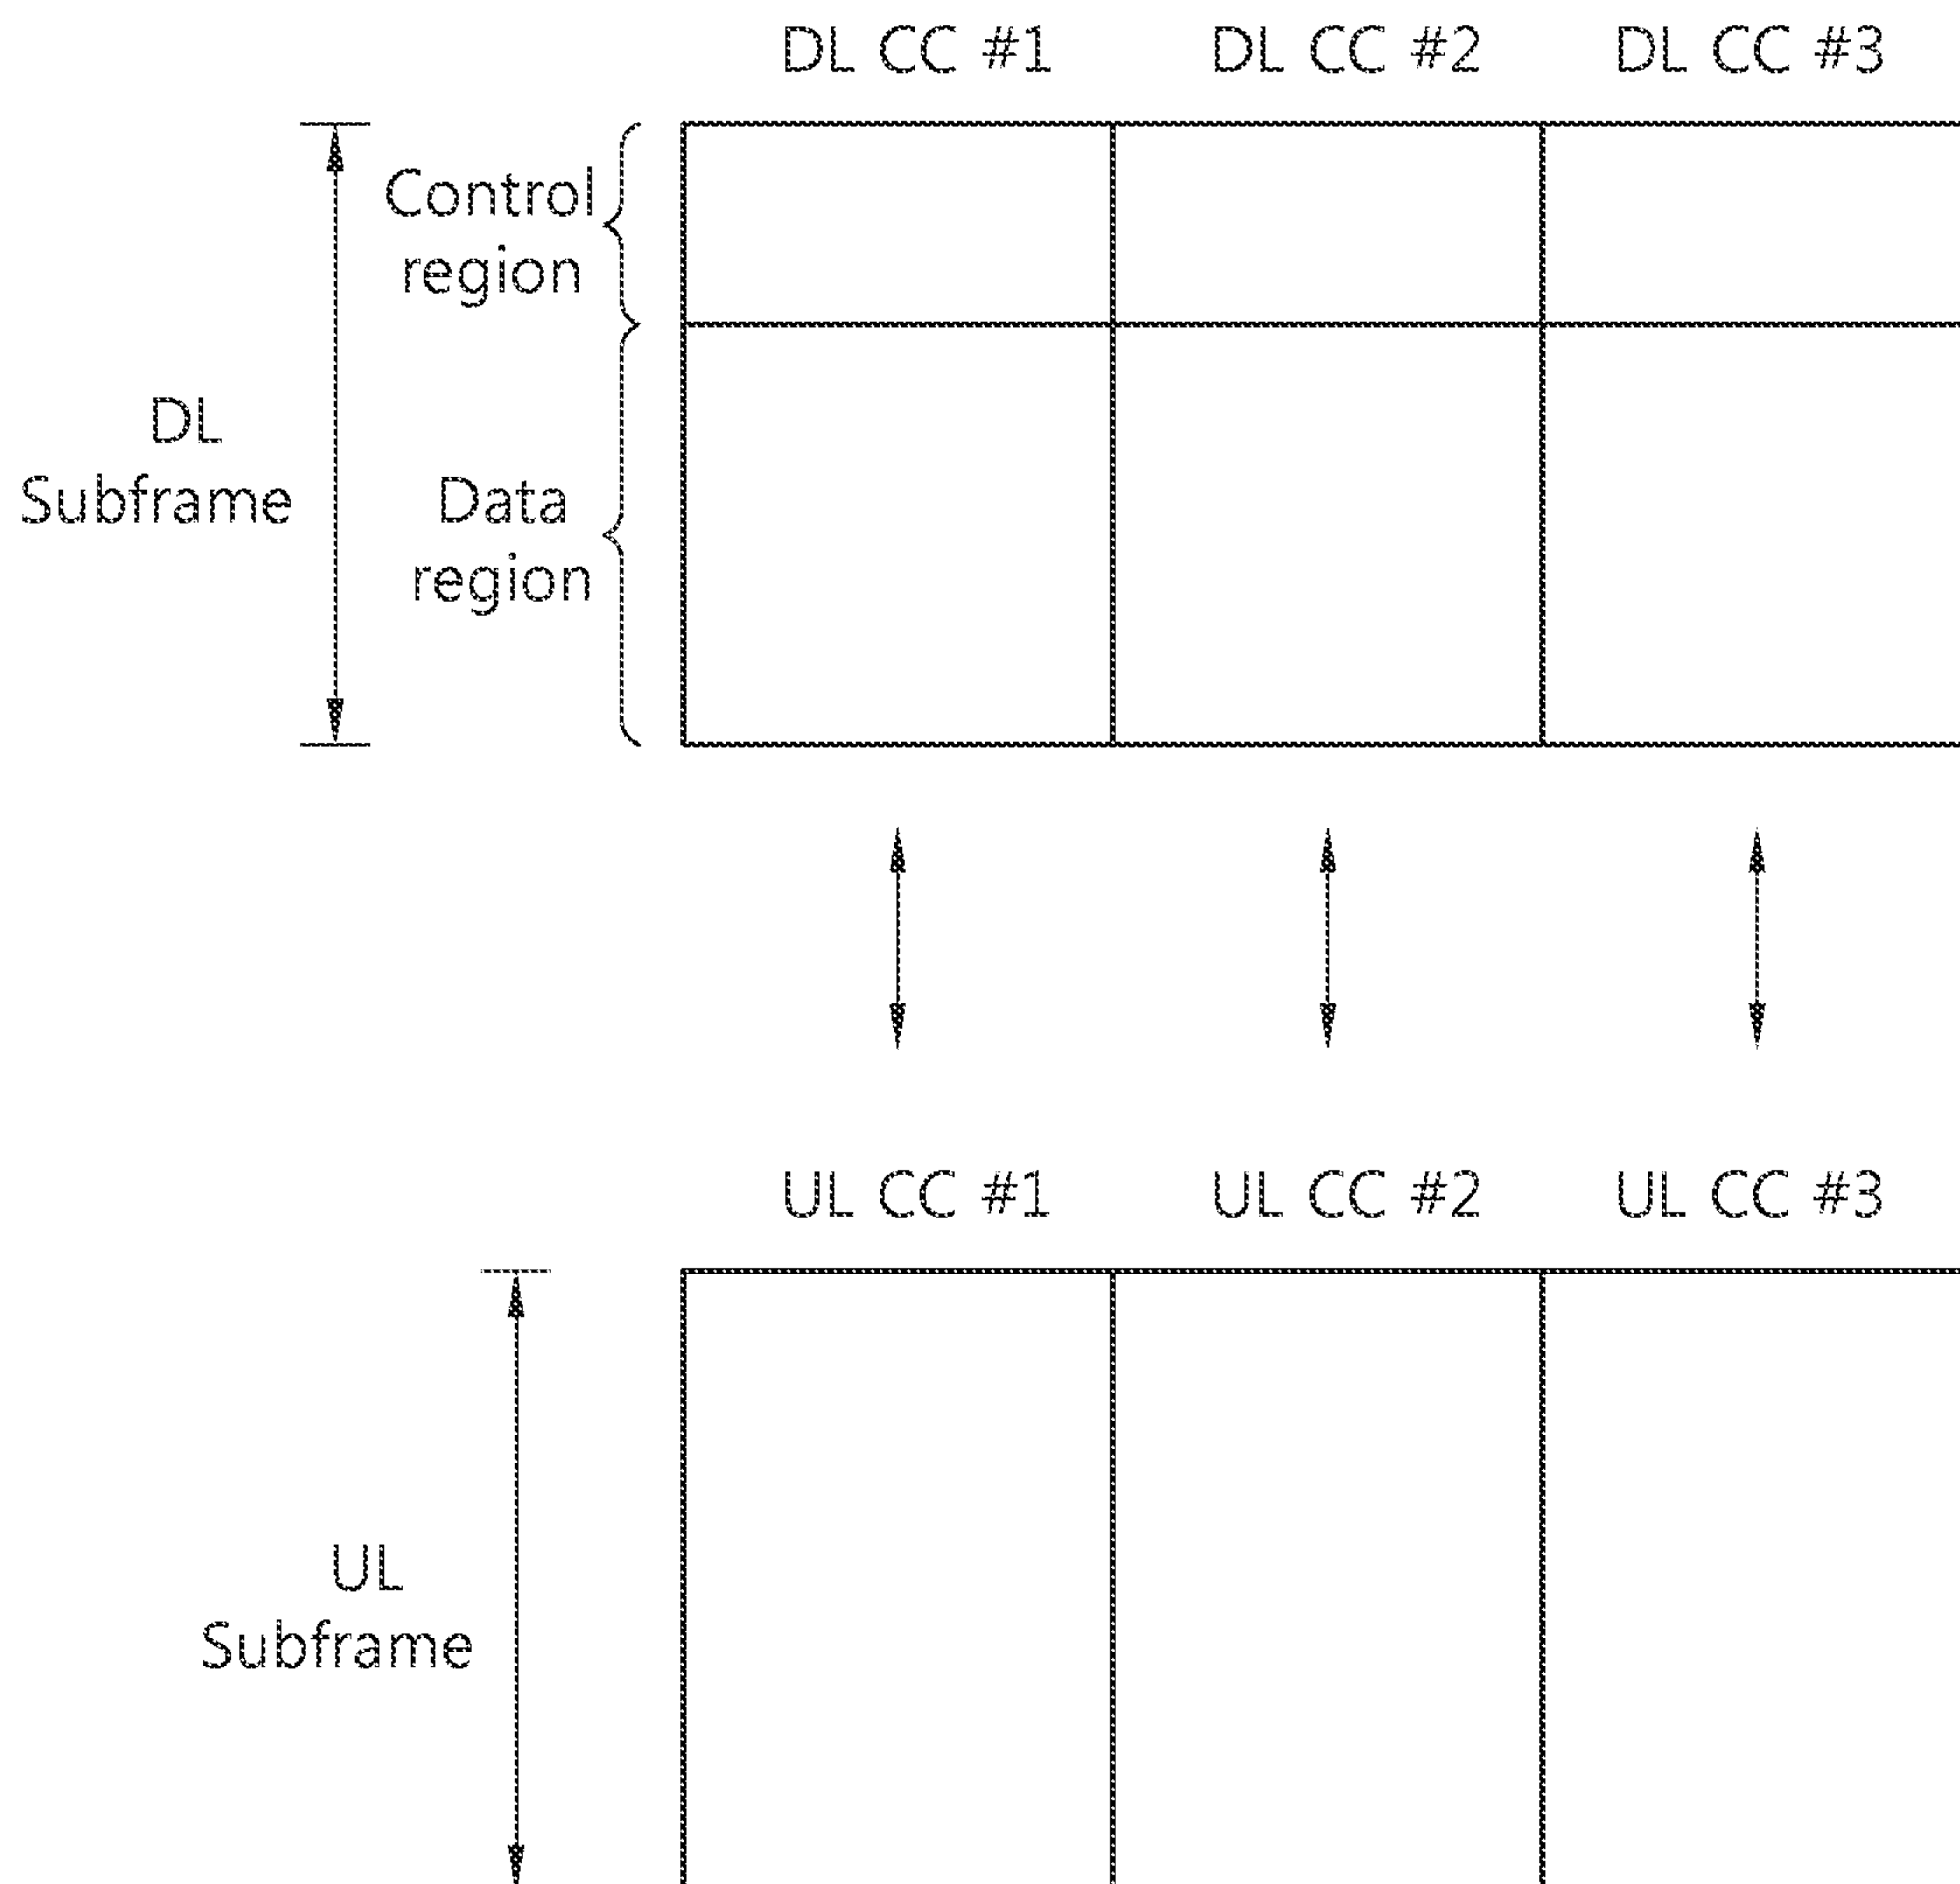 DL CC #1 DL CC #2 DL CC #3
Control
region
DL
Subframe
Data
region
UL CC #1 UL CC #2 UL CC #3
UL
Subframe